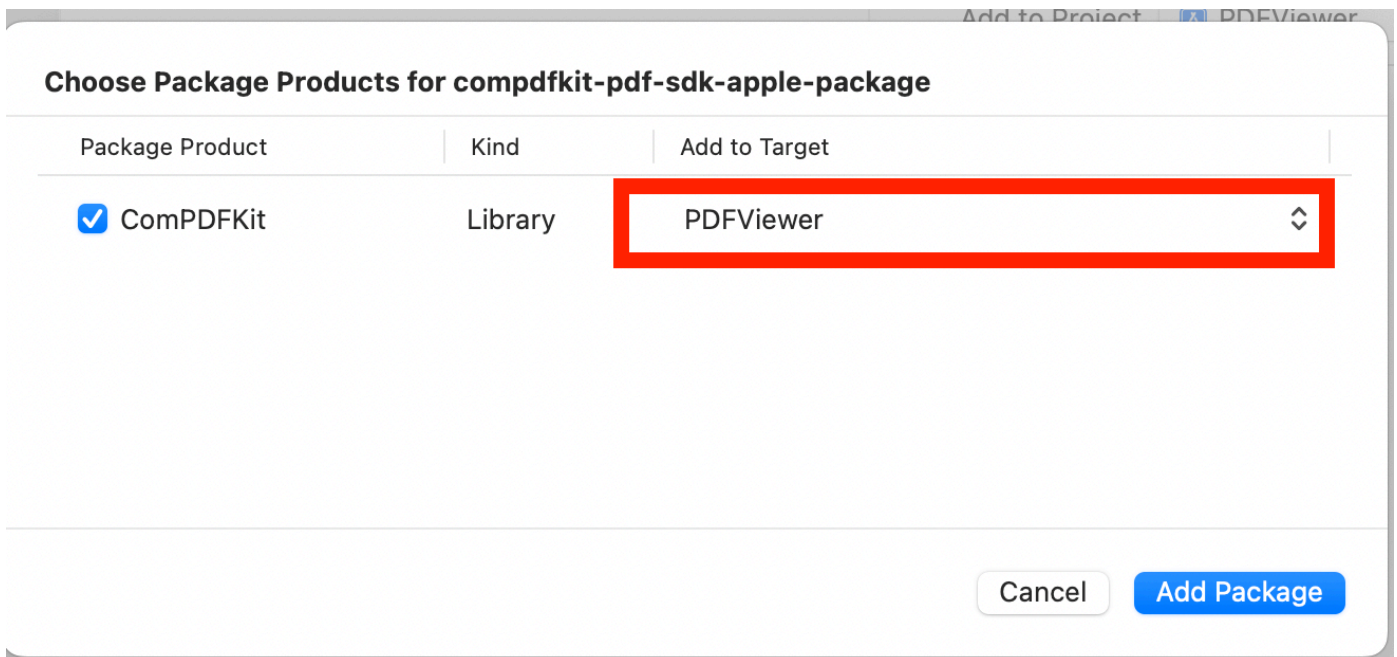 Add to Project PDFViewer
Choose Package Products for compdfkit-pdf-sdk-apple-package
Package Product Kind Add to Target
ComPDFKit Library PDFViewer
Cancel Add Package